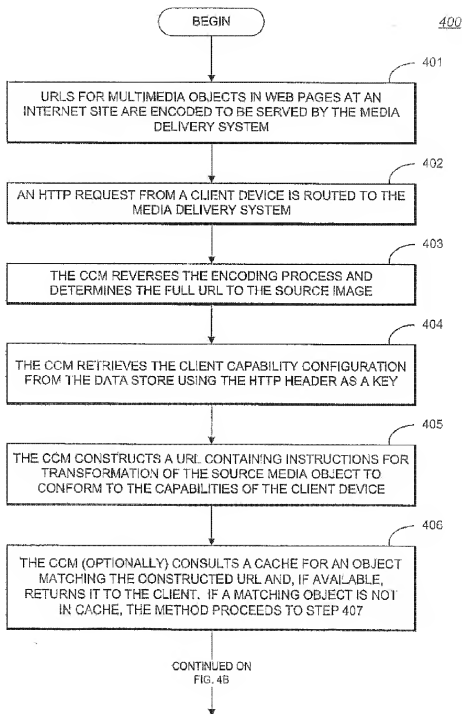 BEGIN
400
401
URLS FOR MULTIMEDIA OBJECTS IN WEB PAGES AT AN
INTERNET SITE ARE ENCODED TO BE SERVED BY THE MEDIA
DELIVERY SYSTEM
402
AN HTTP REQUEST FROM A CLIENT DEVICE IS ROUTED TO THE
MEDIA DELIVERY SYSTEM
403
THE CCM REVERSES THE ENCODING PROCESS AND
DETERMINES THE FULL URL TO THE SOURCE IMAGE
404
THE CCM RETRIEVES THE CLIENT CAPABILITY CONFIGURATION
FROM THE DATA STORE USING THE HTTP HEADER AS A KEY
405
THE CCM CONSTRUCTS A URL CONTAINING INSTRUCTIONS FOR
TRANSFORMATION OF THE SOURCE MEDIA OBJECT TO
CONFORM TO THE CAPABILITIES OF THE CLIENT DEVICE
406
THE CCM (OPTIONALLY) CONSULTS A CACHE FOR AN OBJECT
MATCHING THE CONSTRUCTED URL AND, IF AVAILABLE,
RETURNS IT TO THE CLIENT. IF A MATCHING OBJECT IS NOT
IN CACHE, THE METHOD PROCEEDS TO STEP 407
CONTINUED ON
FIG. 4B